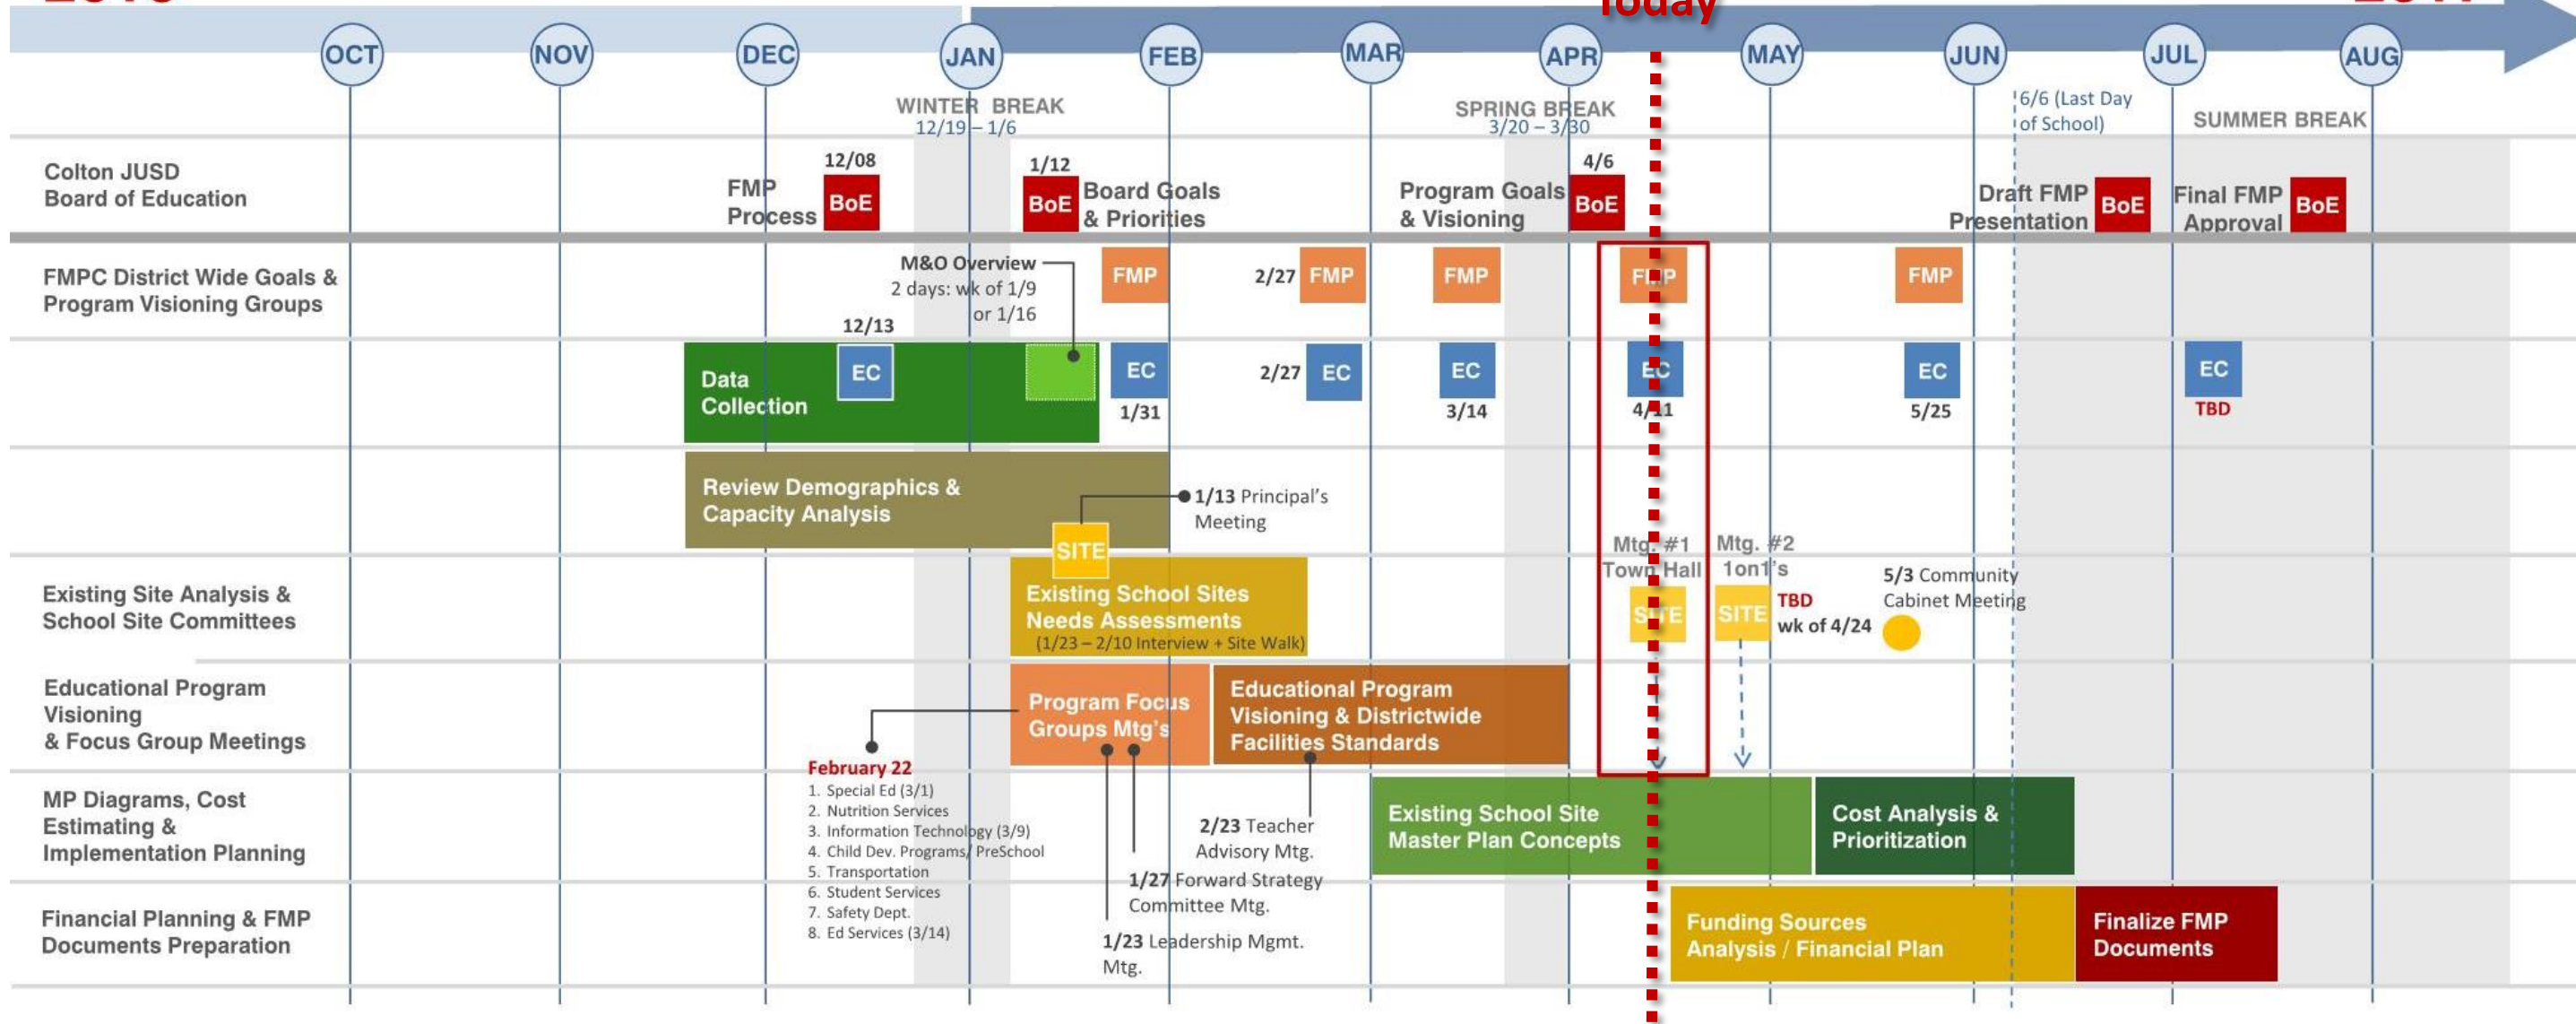 Today
OCT NOV DEC JAN FEB MAR APR MAY JUN JUL AUG
WINTER BREAK
12/19 – 1/6
SPRING BREAK
3/20 – 3/30
6/6 (Last Day
of School)
SUMMER BREAK
Colton JUSD
Board of Education
FMP
Process
12/08
BoE
1/12
BoE
Board Goals
& Priorities
Program Goals
& Visioning
4/6
BoE
Draft FMP
Presentation
BoE
Final FMP
Approval
BoE
FMPC District Wide Goals &
Program Visioning Groups
M&O Overview
2 days: wk of 1/9
or 1/16
FMP
2/27 FMP
FMP
FMP
FMP
12/13
EC
Data
Collection
EC
1/31
2/27 EC
EC
3/14
EC
4/11
EC
5/25
EC
TBD
Review Demographics &
Capacity Analysis
1/13 Principal's
Meeting
SITE
Existing Site Analysis &
School Site Committees
Existing School Sites
Needs Assessments
(1/23 – 2/10 Interview + Site Walk)
Mtg. #1
Town Hall
SITE
Mtg. #2
1on1's
SITE
TBD
wk of 4/24
5/3 Community
Cabinet Meeting
Educational Program
Visioning
& Focus Group Meetings
Program Focus
Groups Mtg's
Educational Program
Visioning & Districtwide
Facilities Standards
February 22
1. Special Ed (3/1)
2. Nutrition Services
3. Information Technology (3/9)
4. Child Dev. Programs/ PreSchool
5. Transportation
6. Student Services
7. Safety Dept.
8. Ed Services (3/14)
2/23 Teacher
Advisory Mtg.
1/27 Forward Strategy
Committee Mtg.
1/23 Leadership Mgmt.
Mtg.
MP Diagrams, Cost
Estimating &
Implementation Planning
Existing School Site
Master Plan Concepts
Cost Analysis &
Prioritization
Financial Planning & FMP
Documents Preparation
Funding Sources
Analysis / Financial Plan
Finalize FMP
Documents